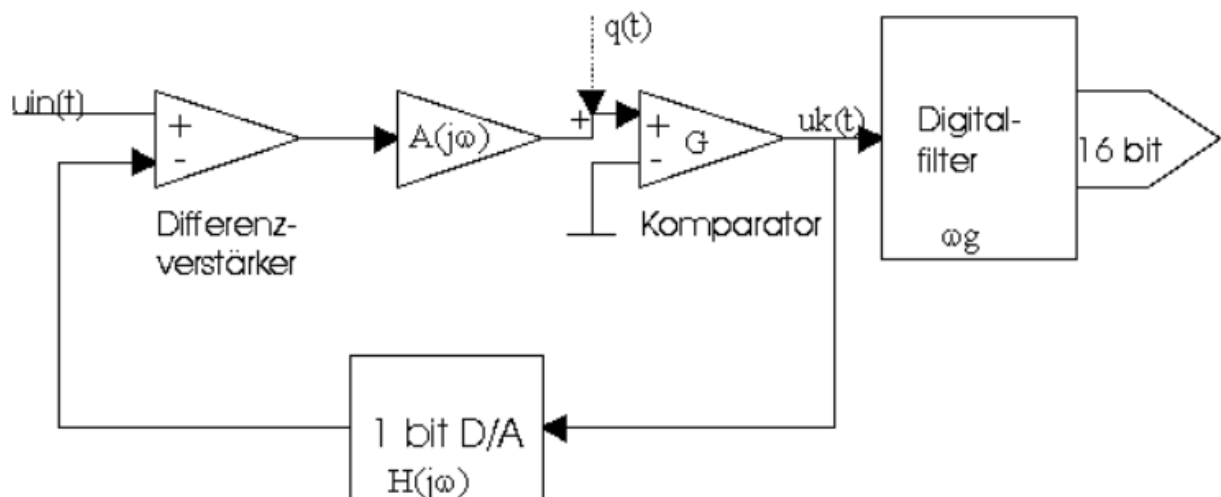 q(t)
uin(t)
+
-
A(jω)
+
+
-
G
uk(t)
Digital-
filter
ωg
16 bit
Differenz-
verstärker
Komparator
1 bit D/A
H(jω)